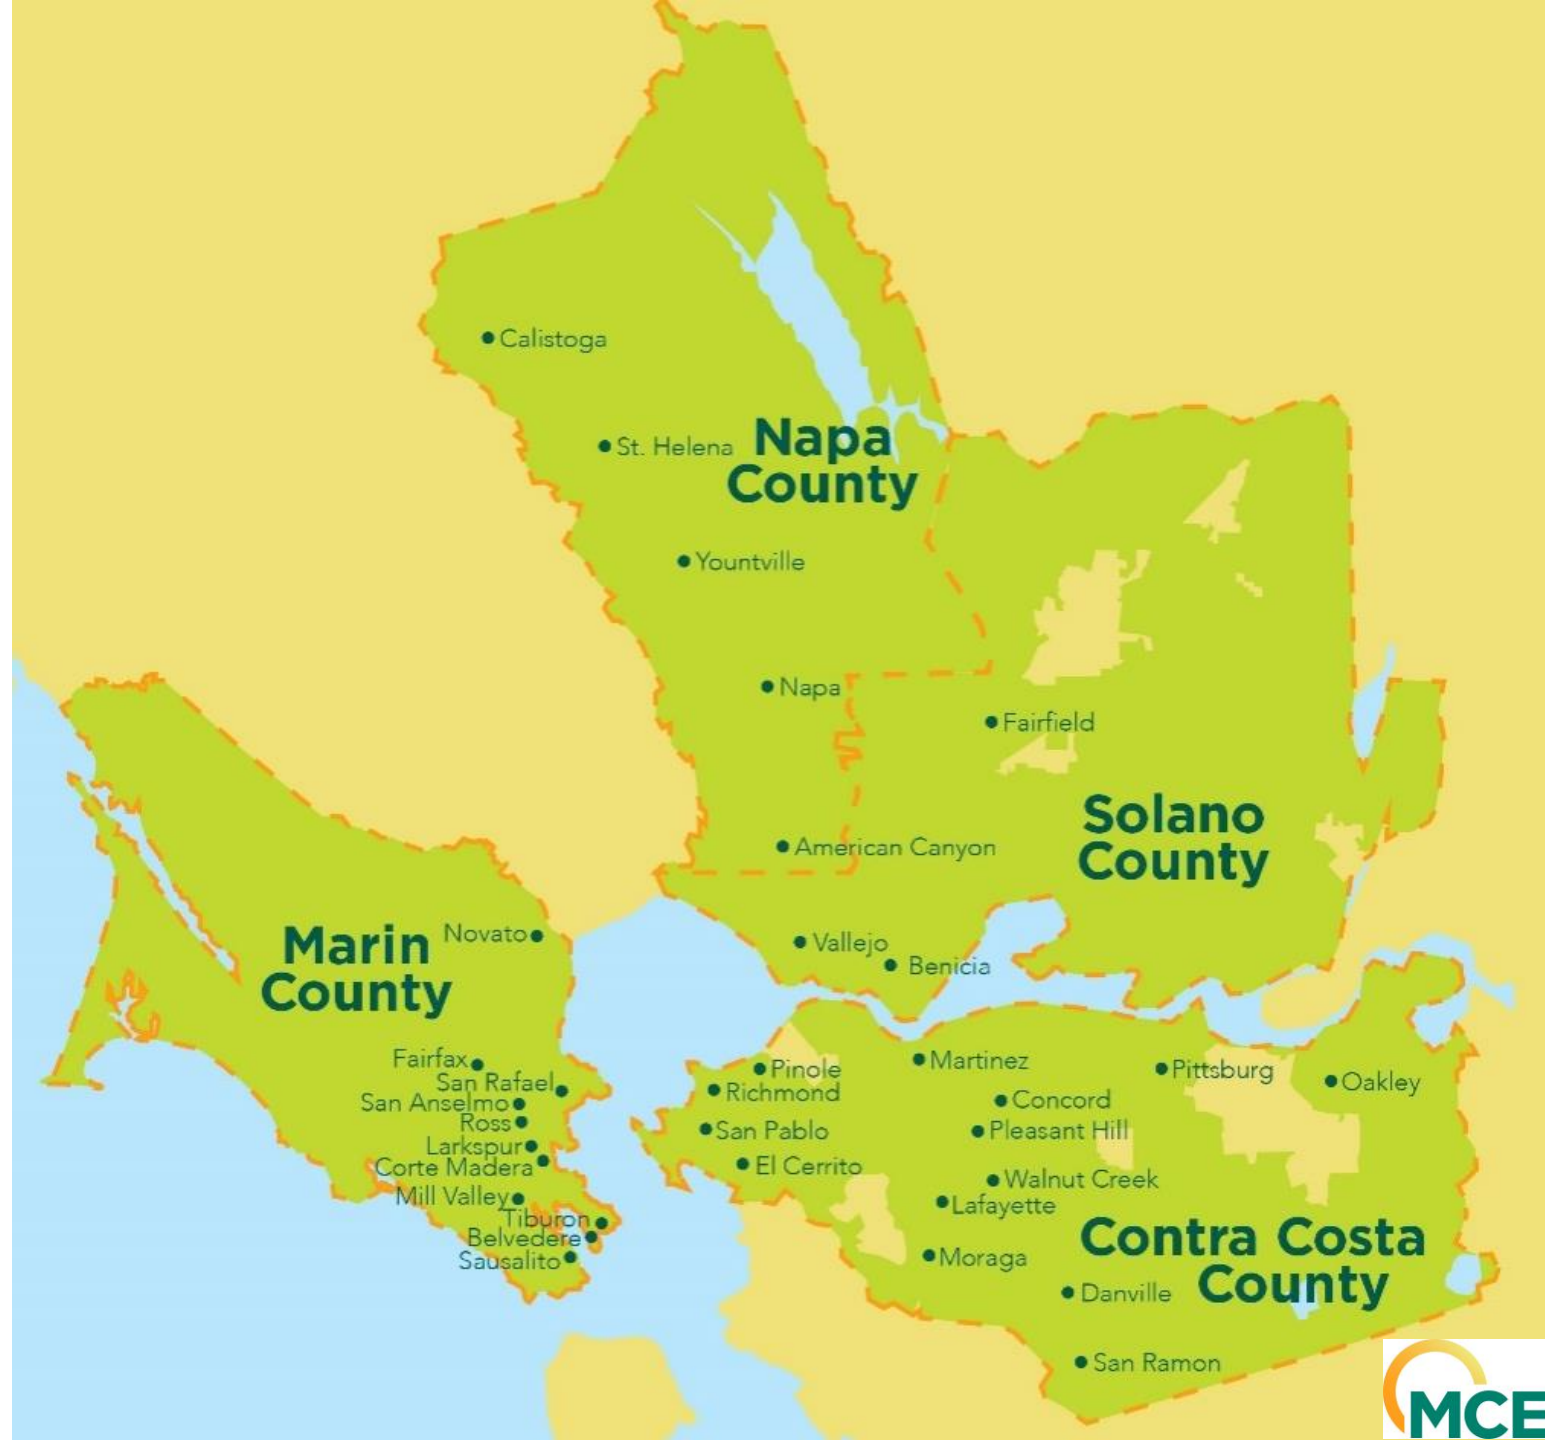 Calistoga
St. Helena
Napa
County
Yountville
Napa
Fairfield
Solano
County
American Canyon
Marin
County
Novato
Vallejo
Benicia
Fairfax
San Rafael
San Anselmo
Ross
Larkspur
Corte Madera
Mill Valley
Tiburon
Belvedere
Sausalito
Pinole
Richmond
San Pablo
El Cerrito
Martinez
Concord
Pleasant Hill
Walnut Creek
Lafayette
Moraga
Pittsburg
Oakley
Contra Costa
County
Danville
San Ramon
MCE